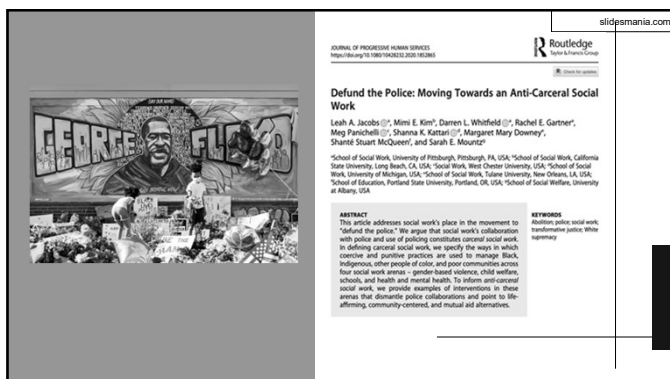 slidesmania.com
GEORGE FLOYD
JOURNAL OF PROGRESSIVE HUMAN SERVICES
https://doi.org/10.1080/10428232.2020.1852865
Routledge
Taylor & Francis Group
Check for updates
Defund the Police: Moving Towards an Anti-Carceral Social
Work
Leah A. Jacobs, Mimi E. Kim, Darren L. Whitfield, Rachel E. Gartner,
Meg Panichelli, Shanna K. Kattari, Margaret Mary Downey,
Shanté Stuart McQueen, and Sarah E. Mountz
School of Social Work, University of Pittsburgh, Pittsburgh, PA, USA; School of Social Work, California
State University, Long Beach, CA, USA; Social Work, West Chester University, USA; School of Social
Work, University of Michigan, USA; School of Social Work, Tulane University, New Orleans, LA, USA;
School of Education, Portland State University, Portland, OR, USA; School of Social Welfare, University
at Albany, USA
ABSTRACT
This article addresses social work's place in the movement to
"defund the police." We argue that social work's collaboration
with police and use of policing constitutes carceral social work.
In defining carceral social work, we specify the ways in which
coercive and punitive practices are used to manage Black,
Indigenous, other people of color, and poor communities across
four social work arenas – gender-based violence, child welfare,
schools, and health and mental health. To inform anti-carceral
social work, we provide examples of interventions in these
arenas that dismantle police collaborations and point to life-
affirming, community-centered, and mutual aid alternatives.
KEYWORDS
Abolition; police; social work;
transformative justice; White
supremacy